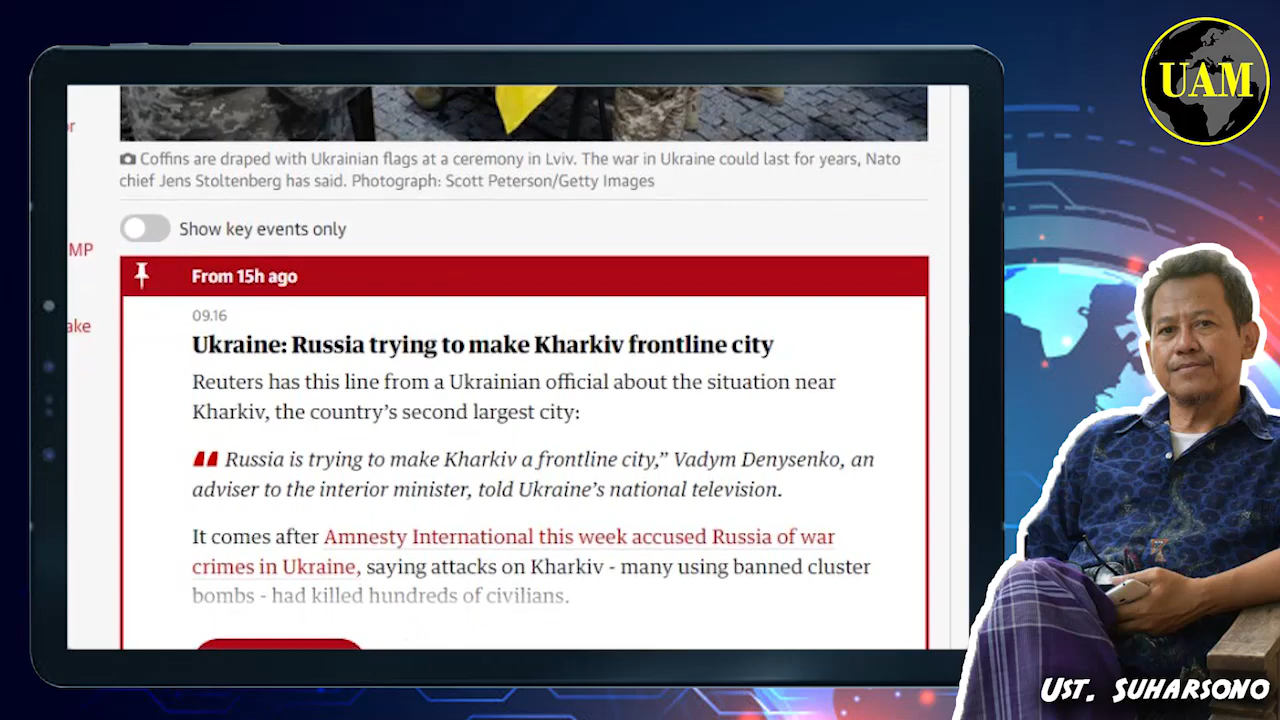 UAM
or
Coffins are draped with Ukrainian flags at a ceremony in Lviv. The war in Ukraine could last for years, Nato
chief Jens Stoltenberg has said. Photograph: Scott Peterson/Getty Images
Show key events only
MP
From 15h ago
ake
09.16
Ukraine: Russia trying to make Kharkiv frontline city
Reuters has this line from a Ukrainian official about the situation near
Kharkiv, the country’s second largest city:
Russia is trying to make Kharkiv a frontline city,” Vadym Denysenko, an
adviser to the interior minister, told Ukraine’s national television.
It comes after Amnesty International this week accused Russia of war
crimes in Ukraine, saying attacks on Kharkiv - many using banned cluster
bombs - had killed hundreds of civilians.
Ust. Suharsono